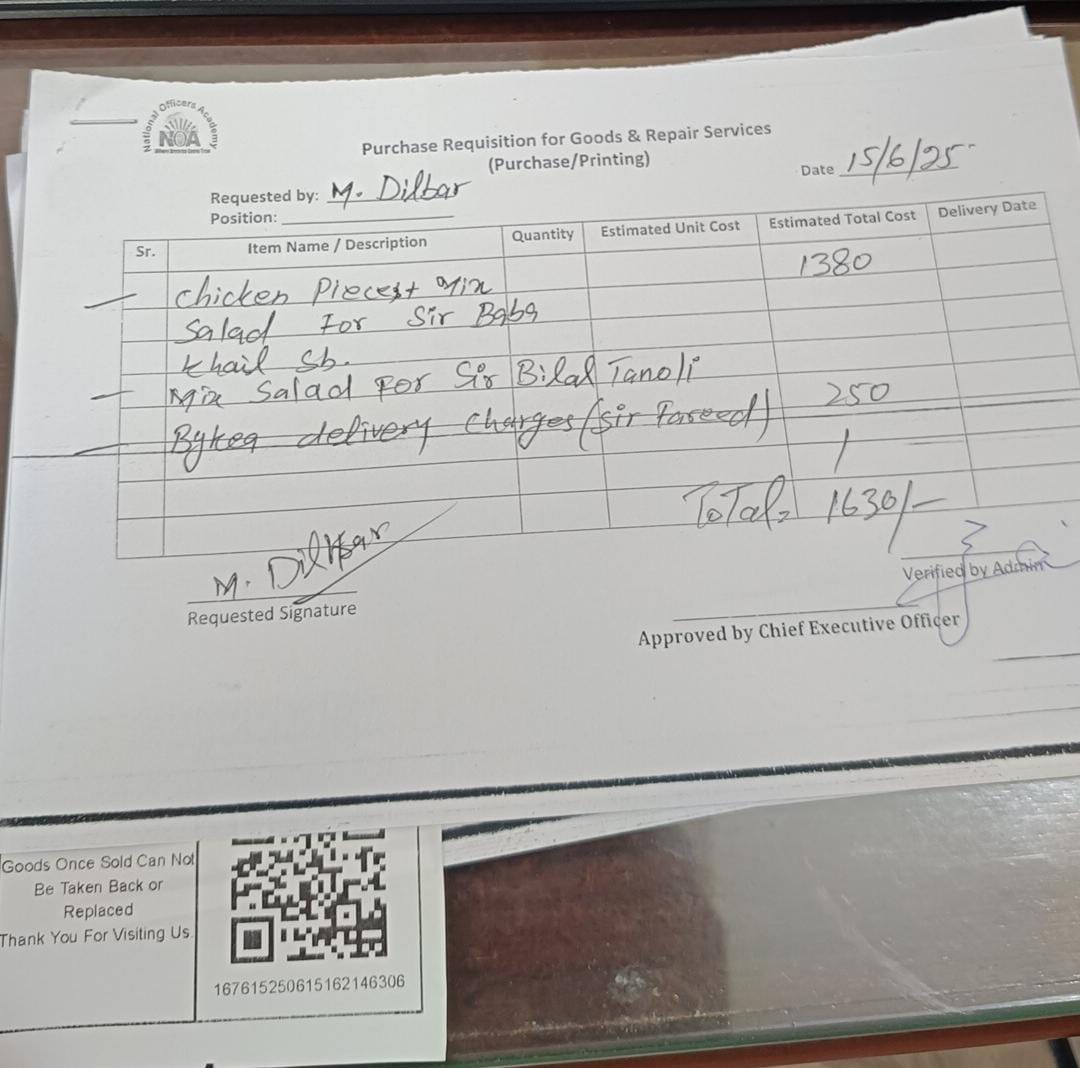 National Officers Academy
NOA
Purchase Requisition for Goods & Repair Services
(Purchase/Printing)
Date 15/6/25
Requested by: M. Dilbar
Position:
Sr. Item Name / Description Quantity Estimated Unit Cost Estimated Total Cost Delivery Date
Chicken Pieces+ Mix 1380
Salad For Sir Baba
Khail Sb.
Mix Salad For Sir Bilal Tanoli
Bykea delivery Charges (Sir Fareed) 250
Total= 1630/-
M. Dilbar
Requested Signature
Verified by Admin
Approved by Chief Executive Officer
Goods Once Sold Can Not
Be Taken Back or
Replaced
Thank You For Visiting Us.
167615250615162146306